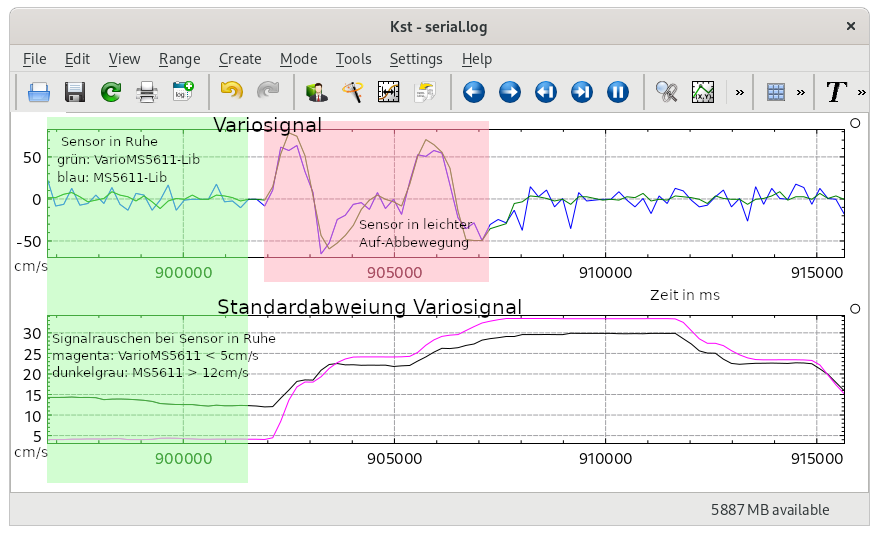 Kst - serial.log
File Edit View Range Create Mode Tools Settings Help
log
(X,Y)
T
Variosignal
Sensor in Ruhe
grün: VarioMS5611-Lib
blau: MS5611-Lib
50
0
-50
cm/s
Sensor in leichter
Auf-Abbewegung
900000 905000 910000 915000
Zeit in ms
Standardabweiung Variosignal
Signalrauschen bei Sensor in Ruhe
magenta: VarioMS5611 < 5cm/s
dunkelgrau: MS5611 > 12cm/s
30
25
20
15
10
5
cm/s
900000 905000 910000 915000
5887 MB available